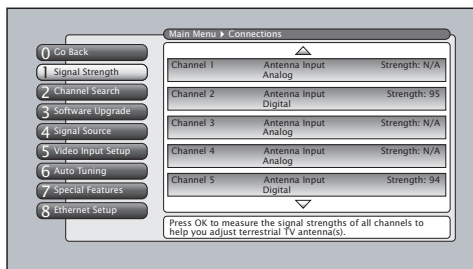 Main Menu Connections
0 Go Back
1 Signal Strength
2 Channel Search
3 Software Upgrade
4 Signal Source
5 Video Input Setup
6 Auto Tuning
7 Special Features
8 Ethernet Setup
Channel 1 Antenna Input Strength: N/A
Analog
Channel 2 Antenna Input Strength: 95
Digital
Channel 3 Antenna Input Strength: N/A
Analog
Channel 4 Antenna Input Strength: N/A
Analog
Channel 5 Antenna Input Strength: 94
Digital
Press OK to measure the signal strengths of all channels to
help you adjust terrestrial TV antenna(s).